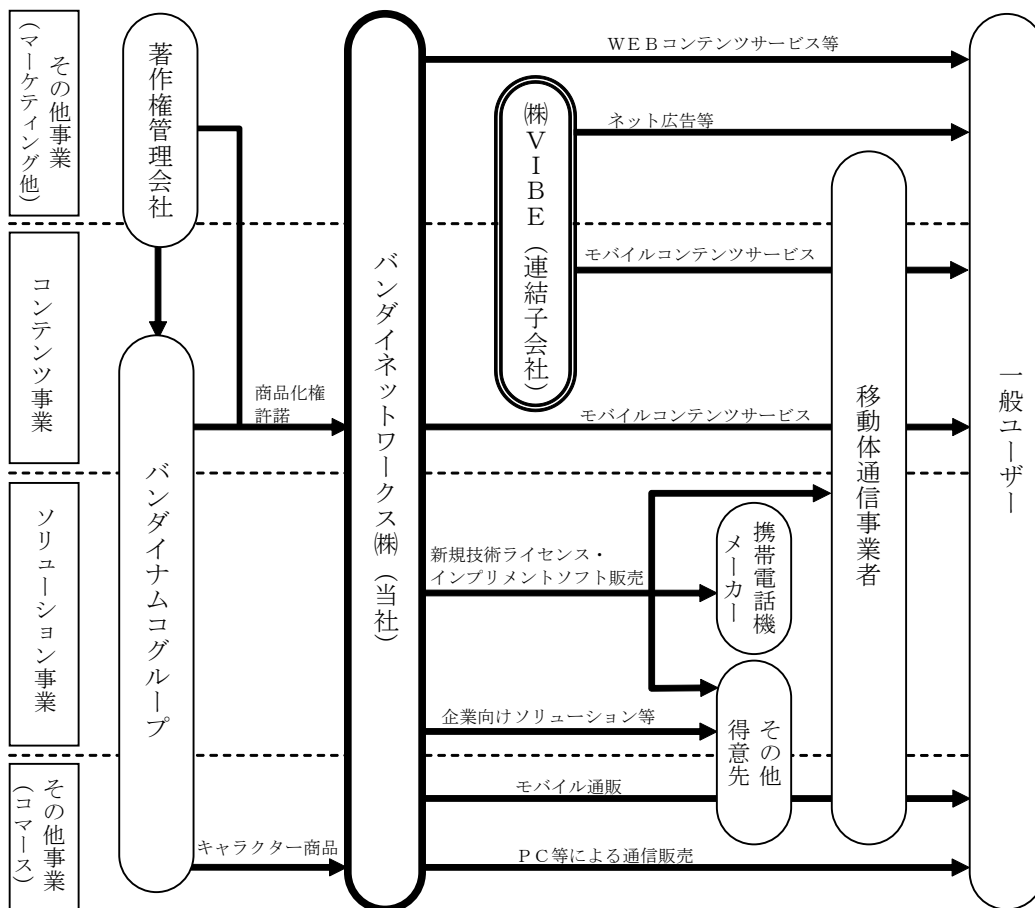 その他事業
(マーケティング他)
コンテンツ事業
ソリューション事業
その他事業
(コマース)
著作権管理会社
バンダイナムコグループ
商品化権
許諾
キャラクター商品
バンダイネットワークス㈱(当社)
WEBコンテンツサービス等
㈱VIBE(連結子会社)
ネット広告等
モバイルコンテンツサービス
モバイルコンテンツサービス
新規技術ライセンス・
インプリメントソフト販売
企業向けソリューション等
モバイル通販
PC等による通信販売
携帯電話機
メーカー
その他
得意先
移動体通信事業者
一般ユーザー